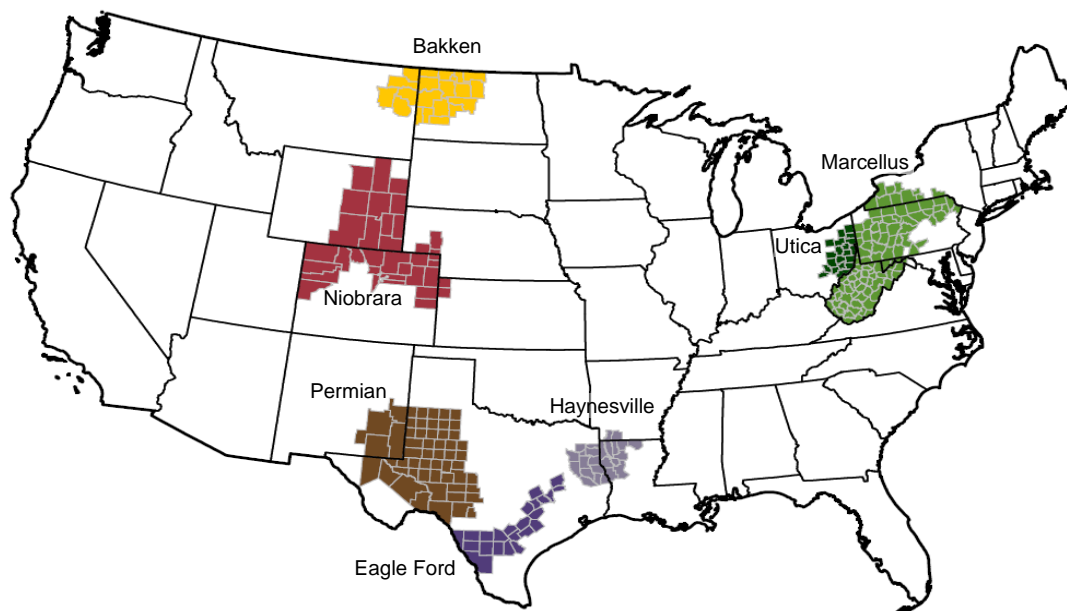 Bakken
Marcellus
Utica
Niobrara
Permian
Haynesville
Eagle Ford